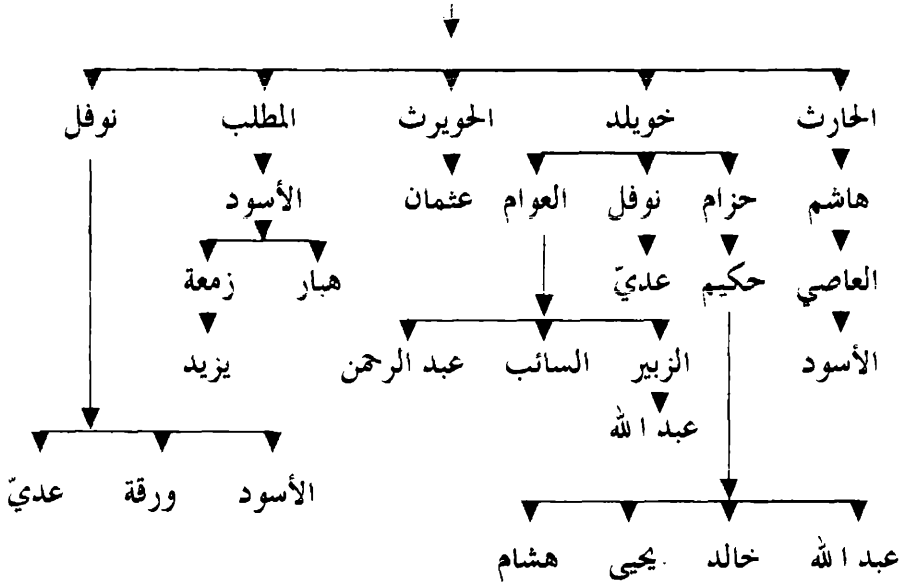 الحارث خويلد الحويرث المطلب نوفل
هاشم حزام نوفل العوام عثمان الأسود
العاصي حكيم عديّ هبار زمعة
الأسود الزبير السائب عبد الرحمن يزيد
عبد الله
الأسود ورقة عديّ
عبد الله خالد يحيى هشام